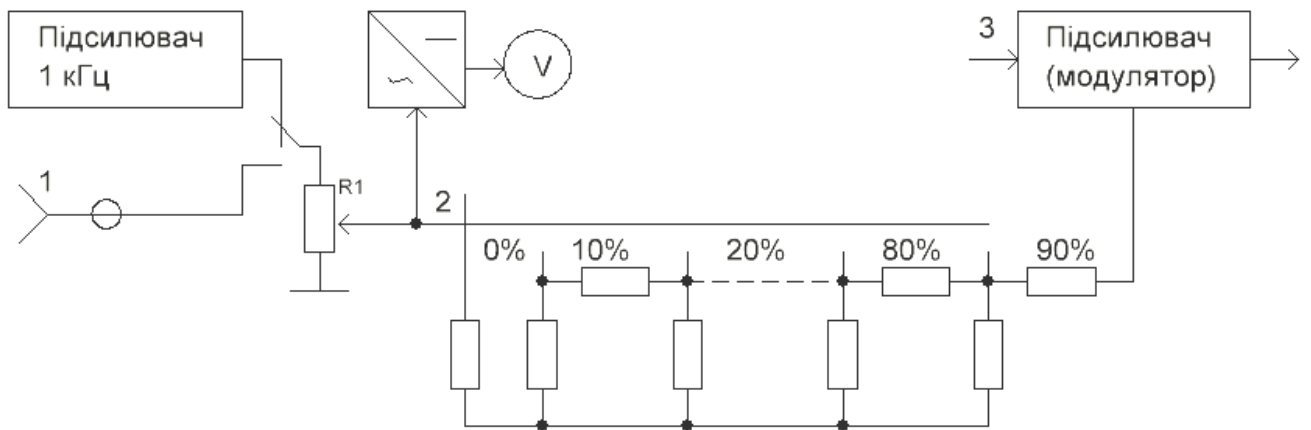 Підсилювач
1 кГц
V
3
Підсилювач
(модулятор)
1
R1
2
0%
10%
20%
80%
90%